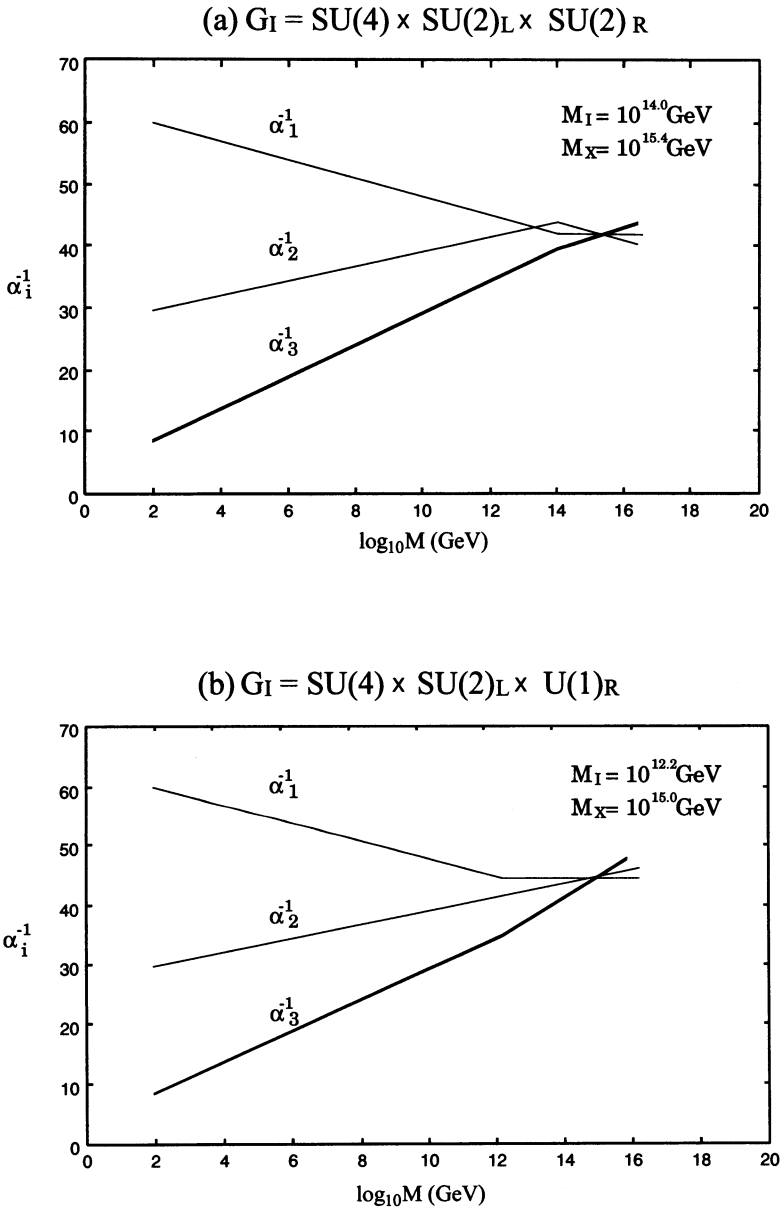 (a) G_I = SU(4) × SU(2)_L × SU(2)_R
70
60
50
40
30
20
10
0
α_i^-1
α_1^-1
α_2^-1
α_3^-1
M_I = 10^14.0 GeV
M_X = 10^15.4 GeV
0 2 4 6 8 10 12 14 16 18 20
log_10M (GeV)
(b) G_I = SU(4) × SU(2)_L × U(1)_R
70
60
50
40
30
20
10
0
α_i^-1
α_1^-1
α_2^-1
α_3^-1
M_I = 10^12.2 GeV
M_X = 10^15.0 GeV
0 2 4 6 8 10 12 14 16 18 20
log_10M (GeV)